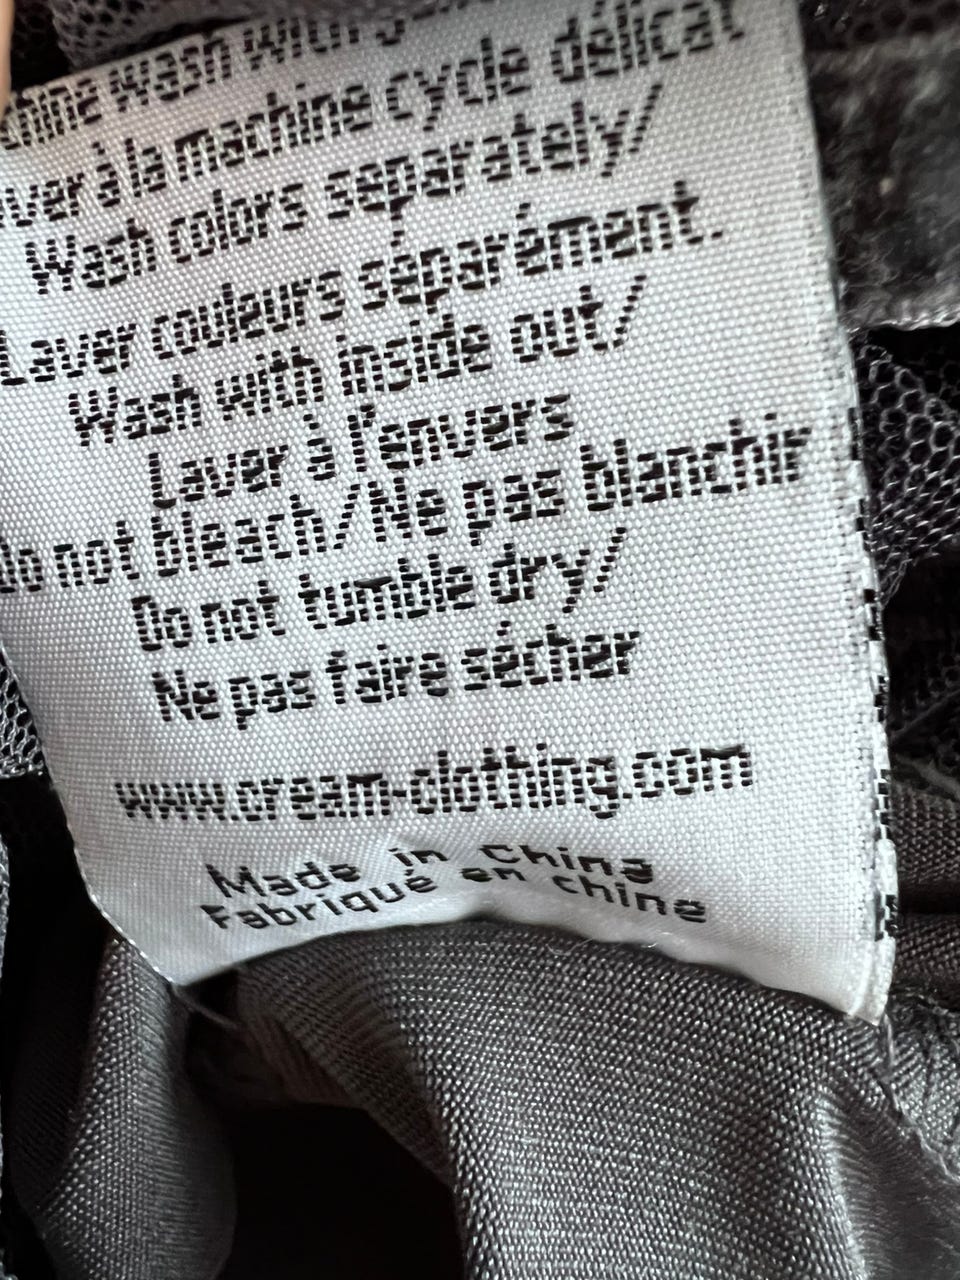 wash with
à la machine cycle délicat
Wash colors separately/
Laver couleurs séparément.
Wash with inside out/
Laver à l'envers
Do not bleach/Ne pas blanchir
Do not tumble dry/
Ne pas faire sécher
www.cream-clothing.com
Made in China
Fabriqué en chine